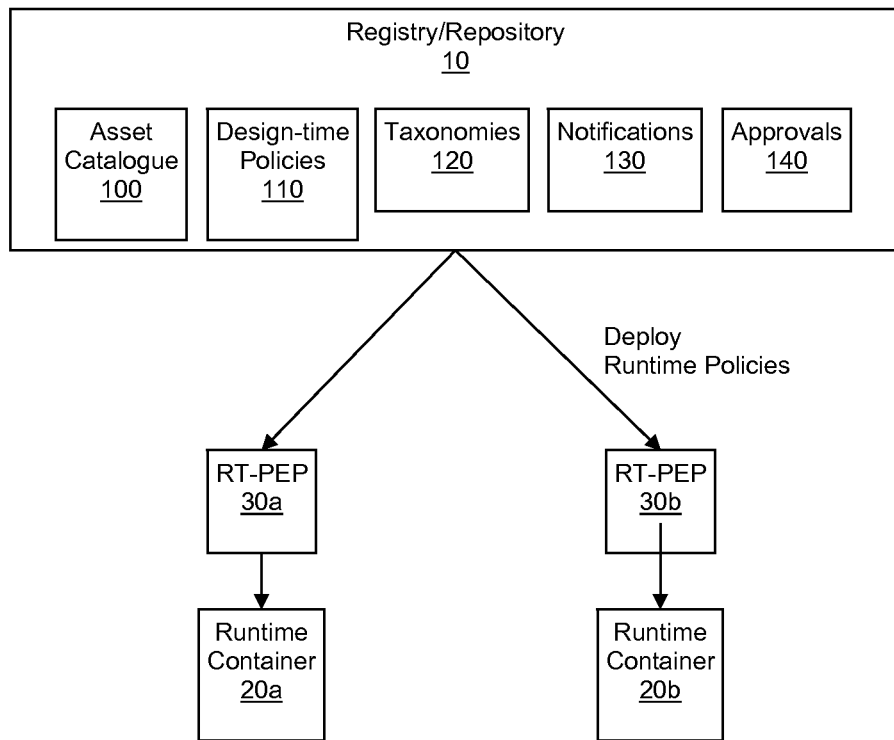 Registry/Repository
10
Asset
Catalogue
100
Design-time
Policies
110
Taxonomies
120
Notifications
130
Approvals
140
Deploy
Runtime Policies
RT-PEP
30a
RT-PEP
30b
Runtime
Container
20a
Runtime
Container
20b